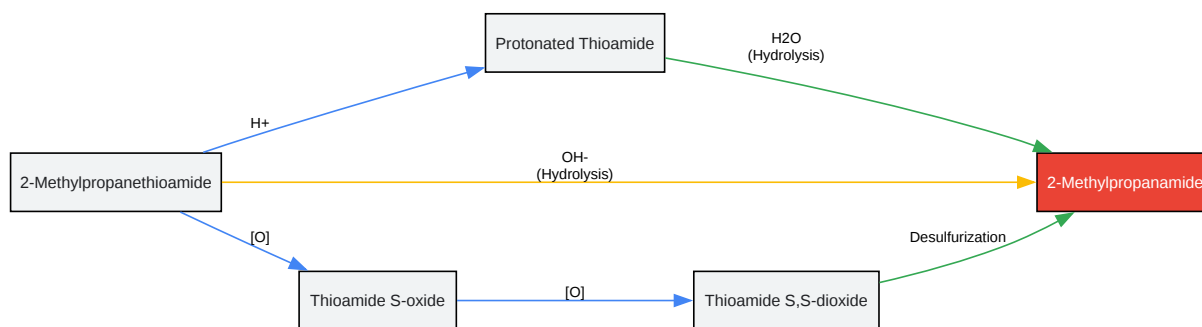 Protonated Thioamide
H2O
(Hydrolysis)
H+
2-Methylpropanethioamide
OH-
(Hydrolysis)
2-Methylpropanamide
[O]
Desulfurization
Thioamide S-oxide
[O]
Thioamide S,S-dioxide